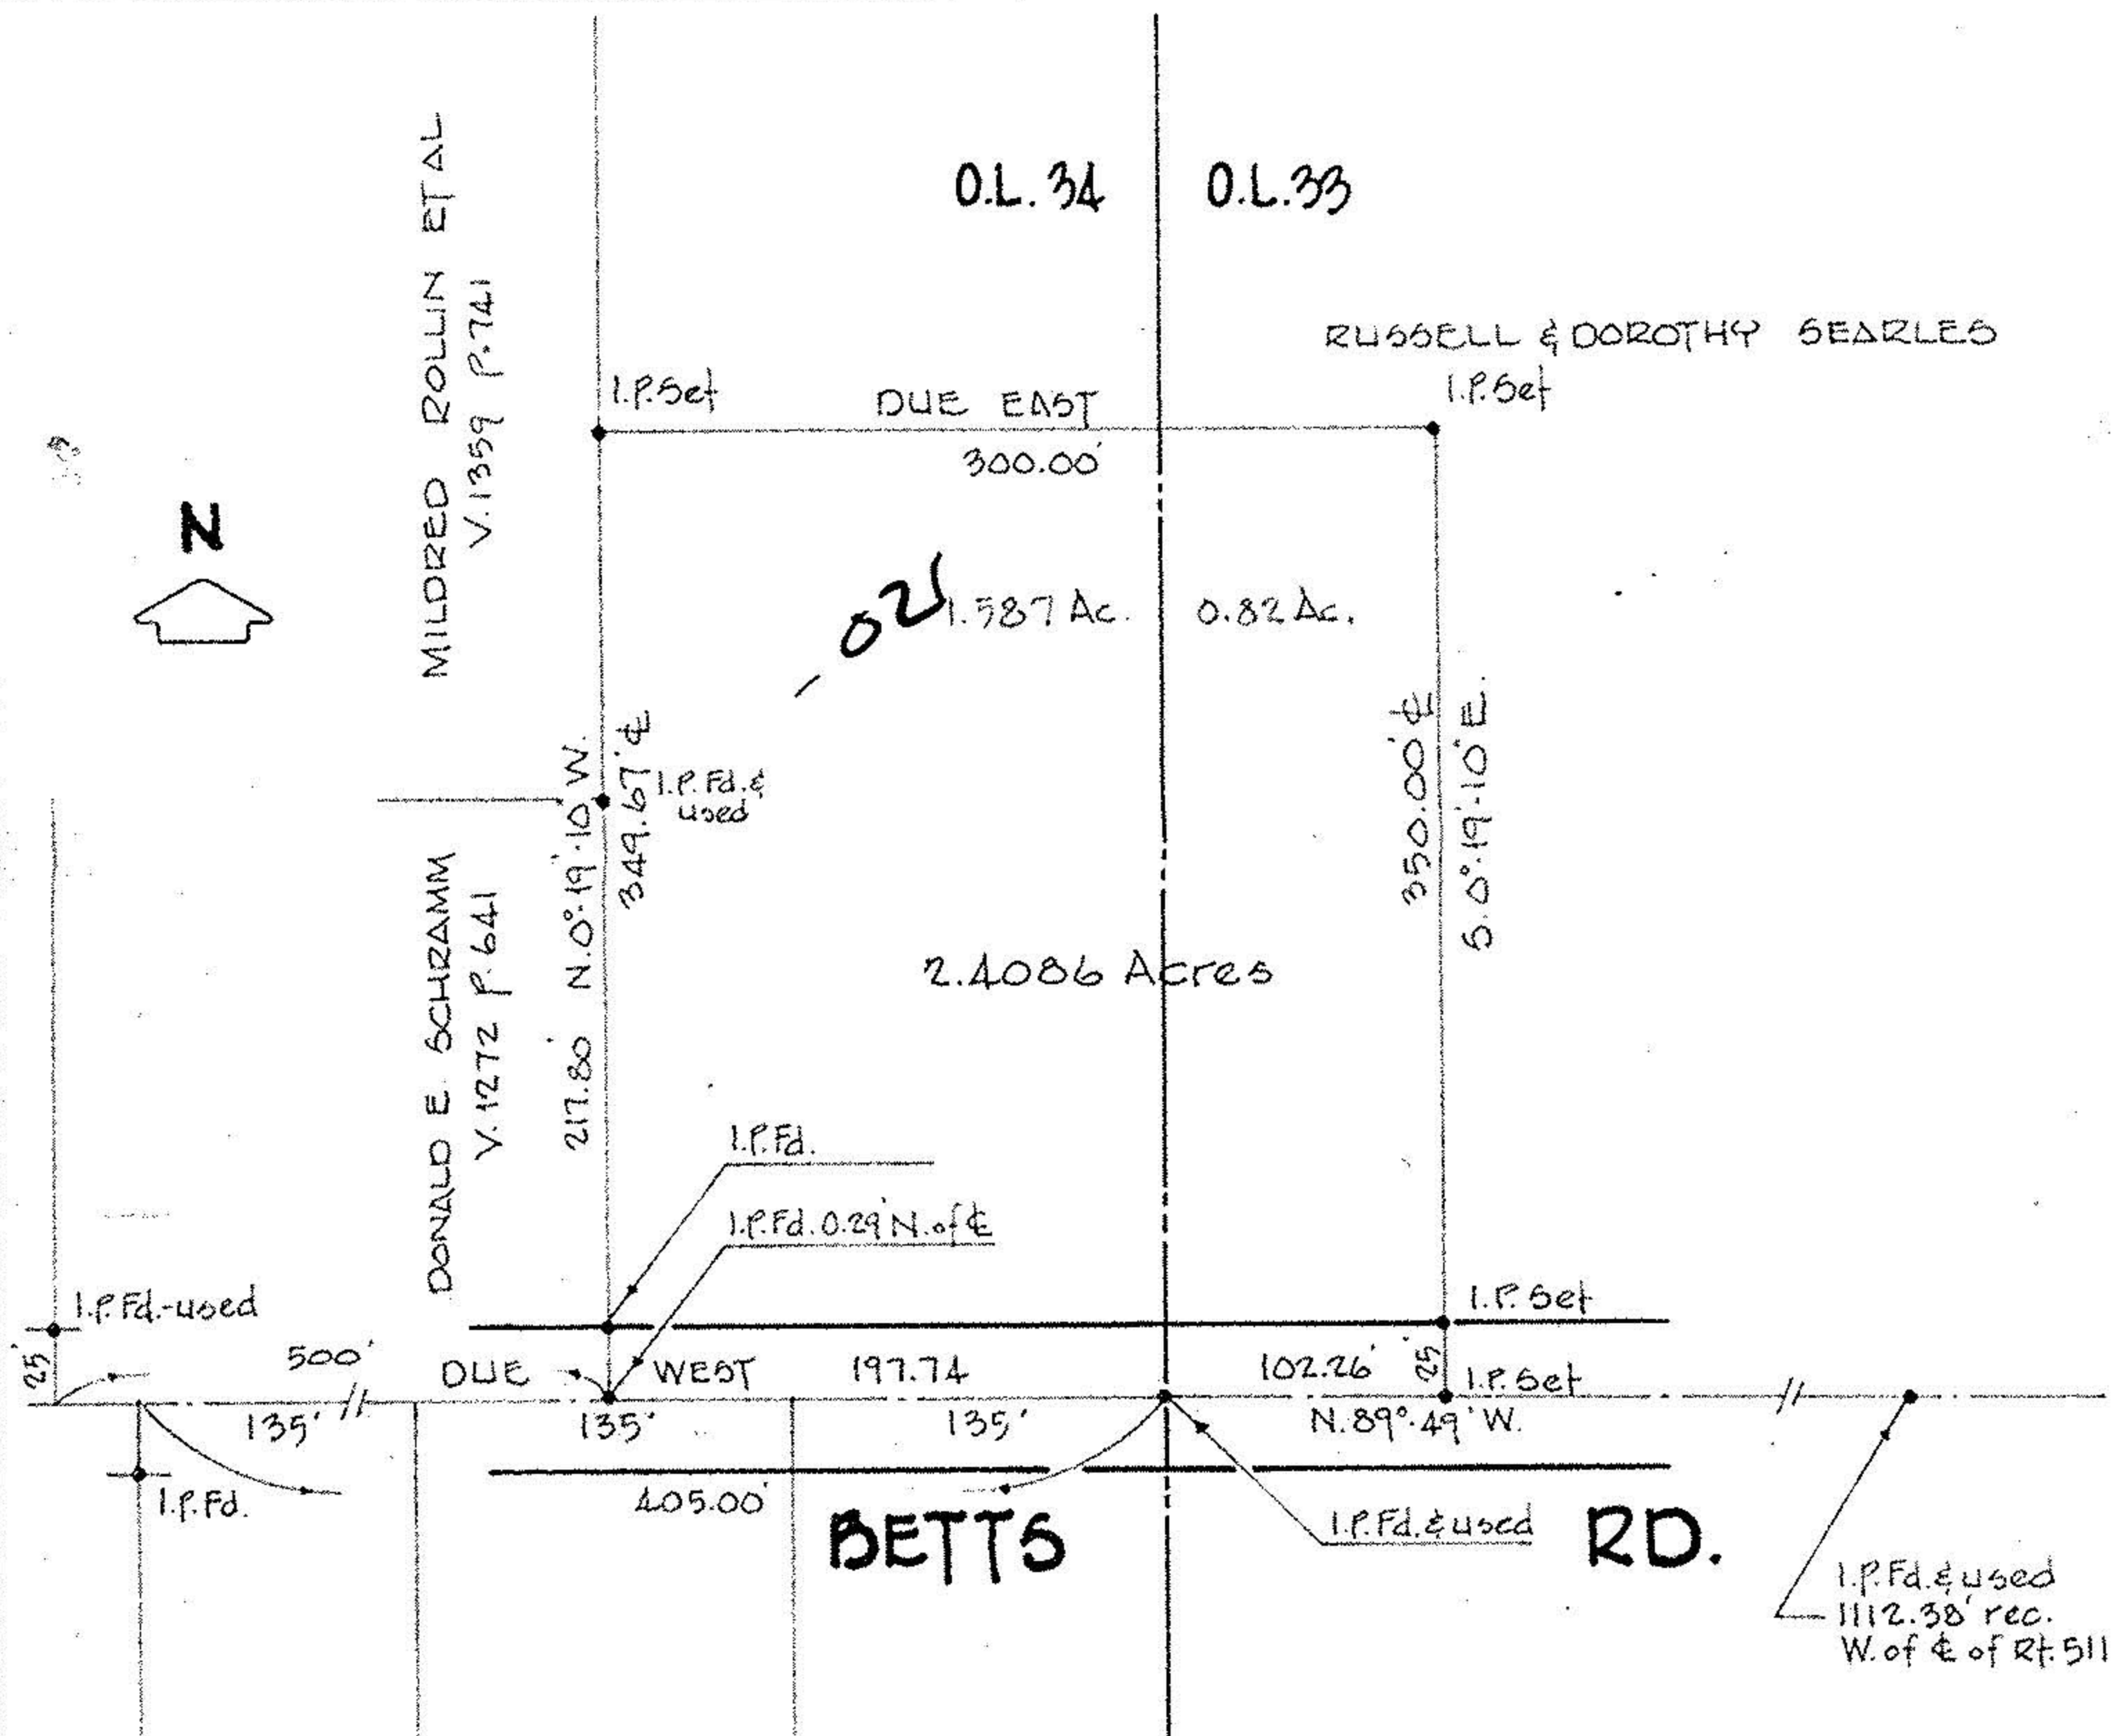 O.L. 34
O.L. 33
MILDRED ROLLIN ETAL
V. 1359 P. 741
RUSSELL & DOROTHY SEARLES
I.P. Set
I.P. Set
DUE EAST
300.00'
N
- 021
1.587 Ac.
0.82 Ac.
I.P. Fd. &
used
217.80' N. 0°-19'-10" W.
349.67' ℄
350.00' ℄
S. 0°-19'-10" E.
DONALD E. SCHRAMM
V. 1272 P. 641
2.4086 Acres
I.P. Fd.
I.P. Fd. 0.29' N. of ℄
I.P. Fd.-used
I.P. Set
25'
500'
DUE WEST
197.74
102.26'
25'
I.P. Set
135'
135'
135'
N. 89°-49' W.
I.P. Fd.
405.00'
BETTS RD.
I.P. Fd. & used
I.P. Fd. & used
1112.38' rec.
W. of ℄ of Rt. 511